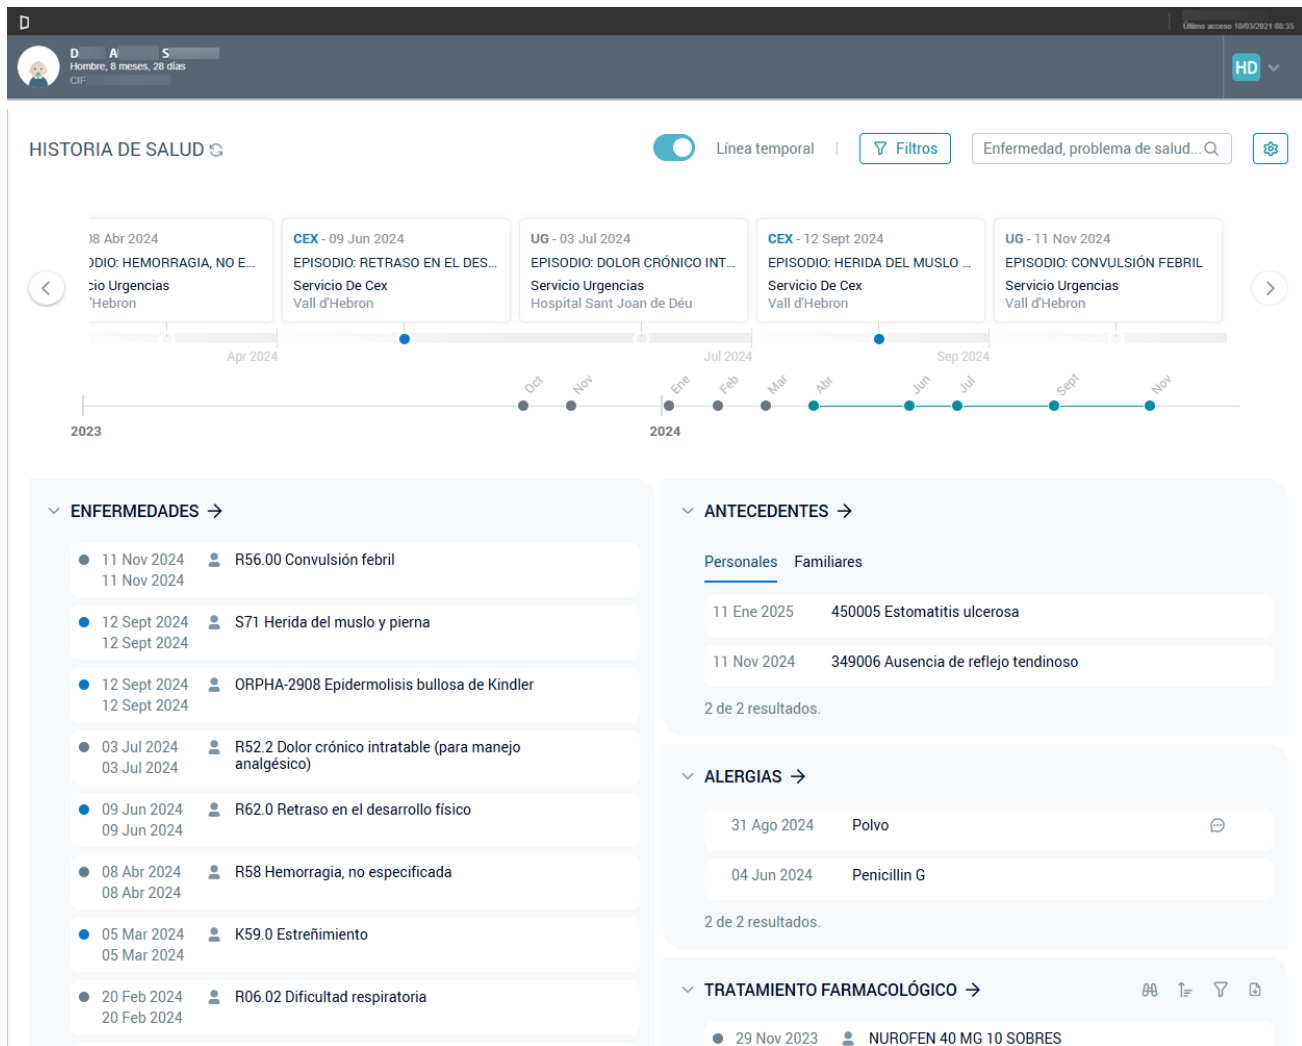 Último acceso 10/03/2021 08:35
D A S
Hombre, 8 meses, 28 días
CIF
HD
HISTORIA DE SALUD
Línea temporal
Filtros
Enfermedad, problema de salud...
08 Abr 2024
ODIO: HEMORRAGIA, NO E...
cio Urgencias
d'Hebron
CEX - 09 Jun 2024
EPISODIO: RETRASO EN EL DES...
Servicio De Cex
Vall d'Hebron
UG - 03 Jul 2024
EPISODIO: DOLOR CRÓNICO INT...
Servicio Urgencias
Hospital Sant Joan de Déu
CEX - 12 Sept 2024
EPISODIO: HERIDA DEL MUSLO ...
Servicio De Cex
Vall d'Hebron
UG - 11 Nov 2024
EPISODIO: CONVULSIÓN FEBRIL
Servicio Urgencias
Vall d'Hebron
Apr 2024
Jul 2024
Sep 2024
Oct Nov Ene Feb Mar Abr Jun Jul Sept Nov
2023 2024
ENFERMEDADES
11 Nov 2024 R56.00 Convulsión febril
11 Nov 2024
12 Sept 2024 S71 Herida del muslo y pierna
12 Sept 2024
12 Sept 2024 ORPHA-2908 Epidermolisis bullosa de Kindler
12 Sept 2024
03 Jul 2024 R52.2 Dolor crónico intratable (para manejo
03 Jul 2024 analgésico)
09 Jun 2024 R62.0 Retraso en el desarrollo físico
09 Jun 2024
08 Abr 2024 R58 Hemorragia, no especificada
08 Abr 2024
05 Mar 2024 K59.0 Estreñimiento
05 Mar 2024
20 Feb 2024 R06.02 Dificultad respiratoria
20 Feb 2024
ANTECEDENTES
Personales Familiares
11 Ene 2025 450005 Estomatitis ulcerosa
11 Nov 2024 349006 Ausencia de reflejo tendinoso
2 de 2 resultados.
ALERGIAS
31 Ago 2024 Polvo
04 Jun 2024 Penicillin G
2 de 2 resultados.
TRATAMIENTO FARMACOLÓGICO
29 Nov 2023 NUROFEN 40 MG 10 SOBRES